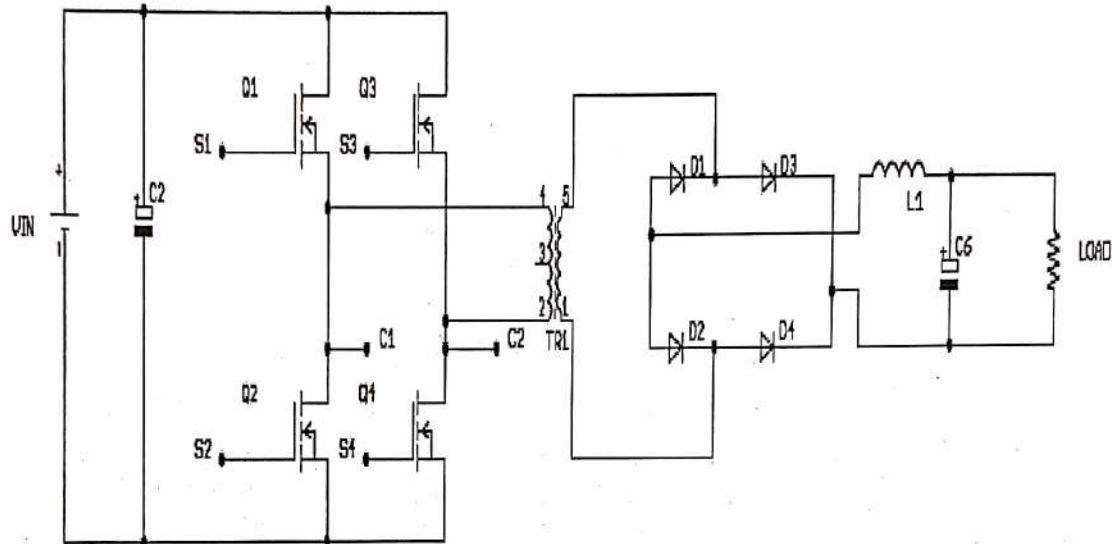 Q1
Q3
S1
S3
+
C2
+
VIN
-
4
5
3
2
1
TR1
C1
C2
Q2
Q4
S2
S4
D1
D3
D2
D4
L1
+
C6
LOAD